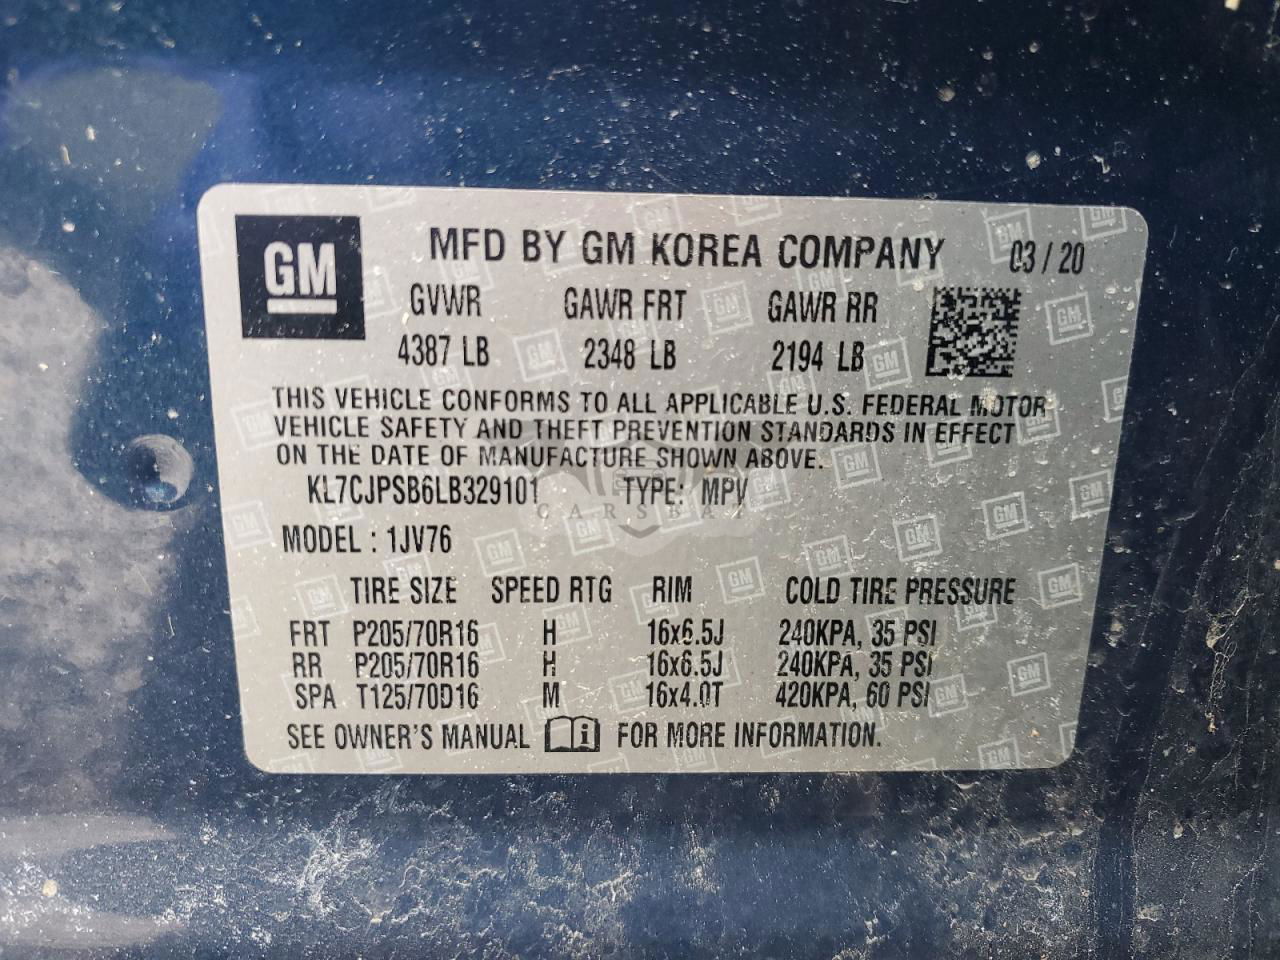 GM
MFD BY GM KOREA COMPANY 03/20
GVWR GAWR FRT GAWR RR
4387 LB 2348 LB 2194 LB
THIS VEHICLE CONFORMS TO ALL APPLICABLE U.S. FEDERAL MOTOR
VEHICLE SAFETY AND THEFT PREVENTION STANDARDS IN EFFECT
ON THE DATE OF MANUFACTURE SHOWN ABOVE.
KL7CJPSB6LB329101 TYPE: MPV
MODEL : 1JV76
TIRE SIZE SPEED RTG RIM COLD TIRE PRESSURE
FRT P205/70R16 H 16x6.5J 240KPA, 35 PSI
RR P205/70R16 H 16x6.5J 240KPA, 35 PSI
SPA T125/70D16 M 16x4.0T 420KPA, 60 PSI
SEE OWNER'S MANUAL FOR MORE INFORMATION.